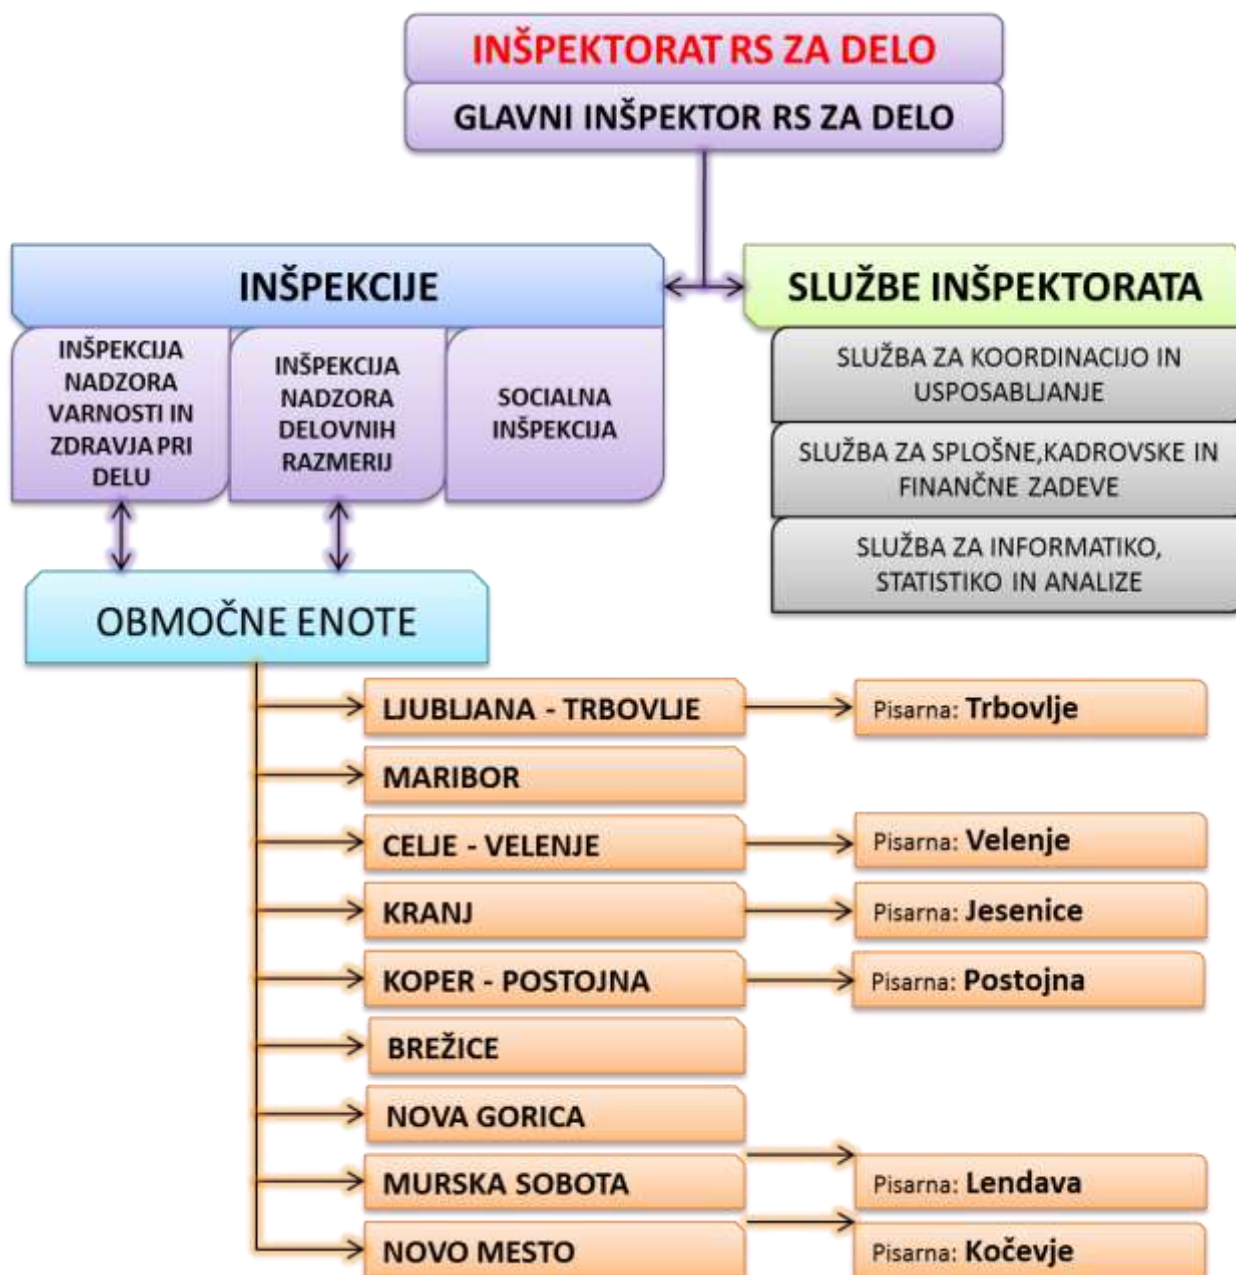 INŠPEKTORAT RS ZA DELO
GLAVNI INŠPEKTOR RS ZA DELO
INŠPEKCIJE
INŠPEKCIJA
NADZORA
VARNOSTI IN
ZDRAVJA PRI
DELU
INŠPEKCIJA
NADZORA
DELOVNIH
RAZMERIJ
SOCIALNA
INŠPEKCIJA
SLUŽBE INŠPEKTORATA
SLUŽBA ZA KOORDINACIJO IN
USPOSABLJANJE
SLUŽBA ZA SPLOŠNE,KADROVSKE IN
FINANČNE ZADEVE
SLUŽBA ZA INFORMATIKO,
STATISTIKO IN ANALIZE
OBMOČNE ENOTE
LJUBLJANA - TRBOVLJE
Pisarna: Trbovlje
MARIBOR
CELJE - VELENJE
Pisarna: Velenje
KRANJ
Pisarna: Jesenice
KOPER - POSTOJNA
Pisarna: Postojna
BREŽICE
NOVA GORICA
MURSKA SOBOTA
Pisarna: Lendava
NOVO MESTO
Pisarna: Kočevje